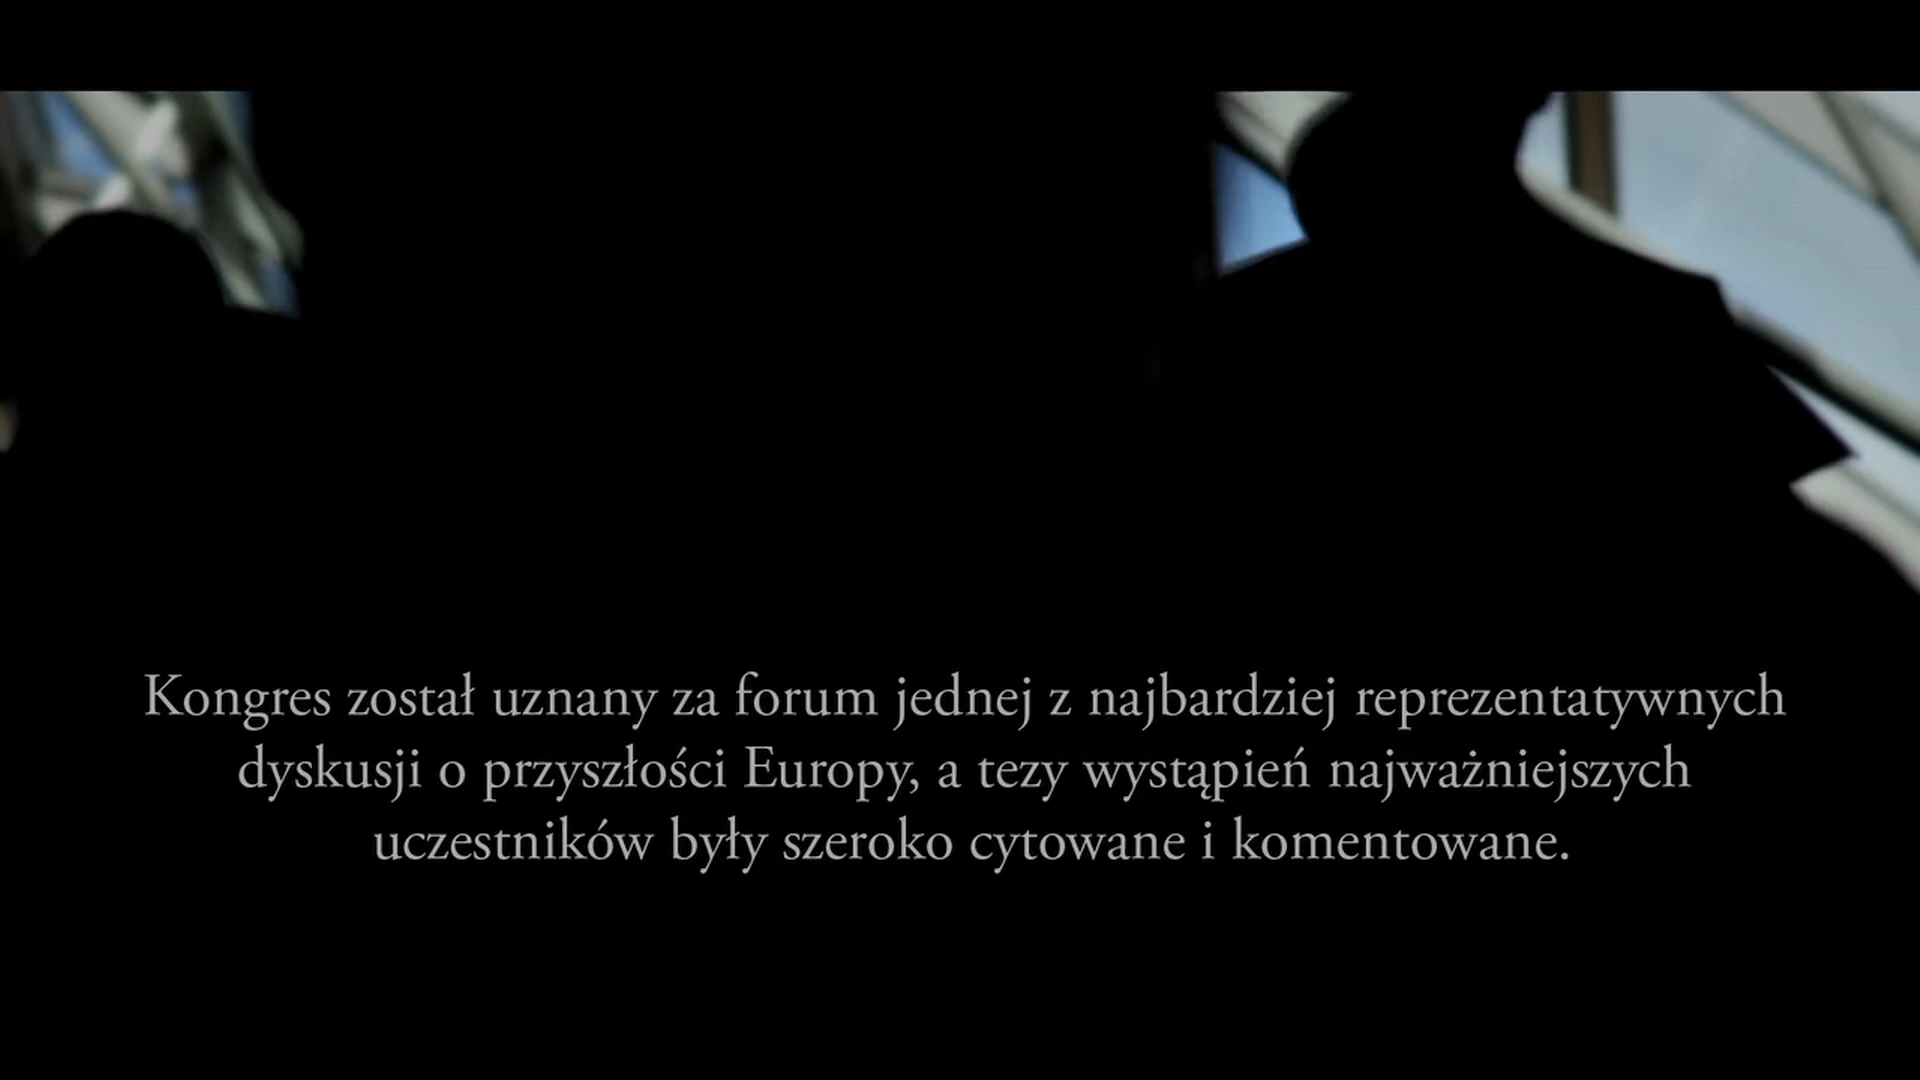 Kongres został uznany za forum jednej z najbardziej reprezentatywnych
dyskusji o przyszłości Europy, a tezy wystąpień najważniejszych
uczestników były szeroko cytowane i komentowane.